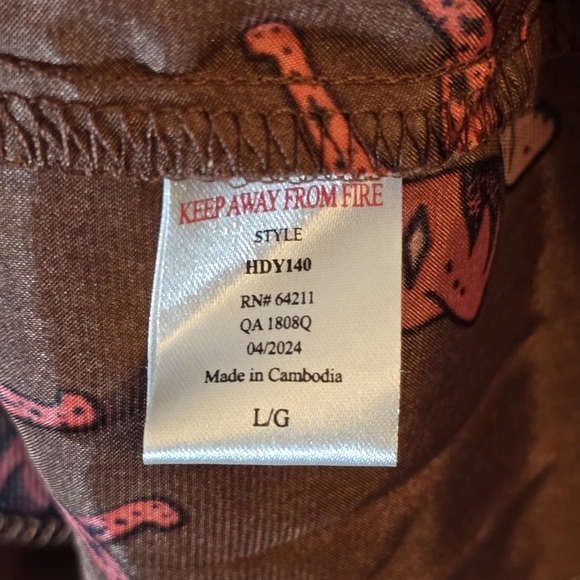 KEEP AWAY FROM FIRE
STYLE
HDY140
RN# 64211
QA 1808Q
04/2024
Made in Cambodia
L/G